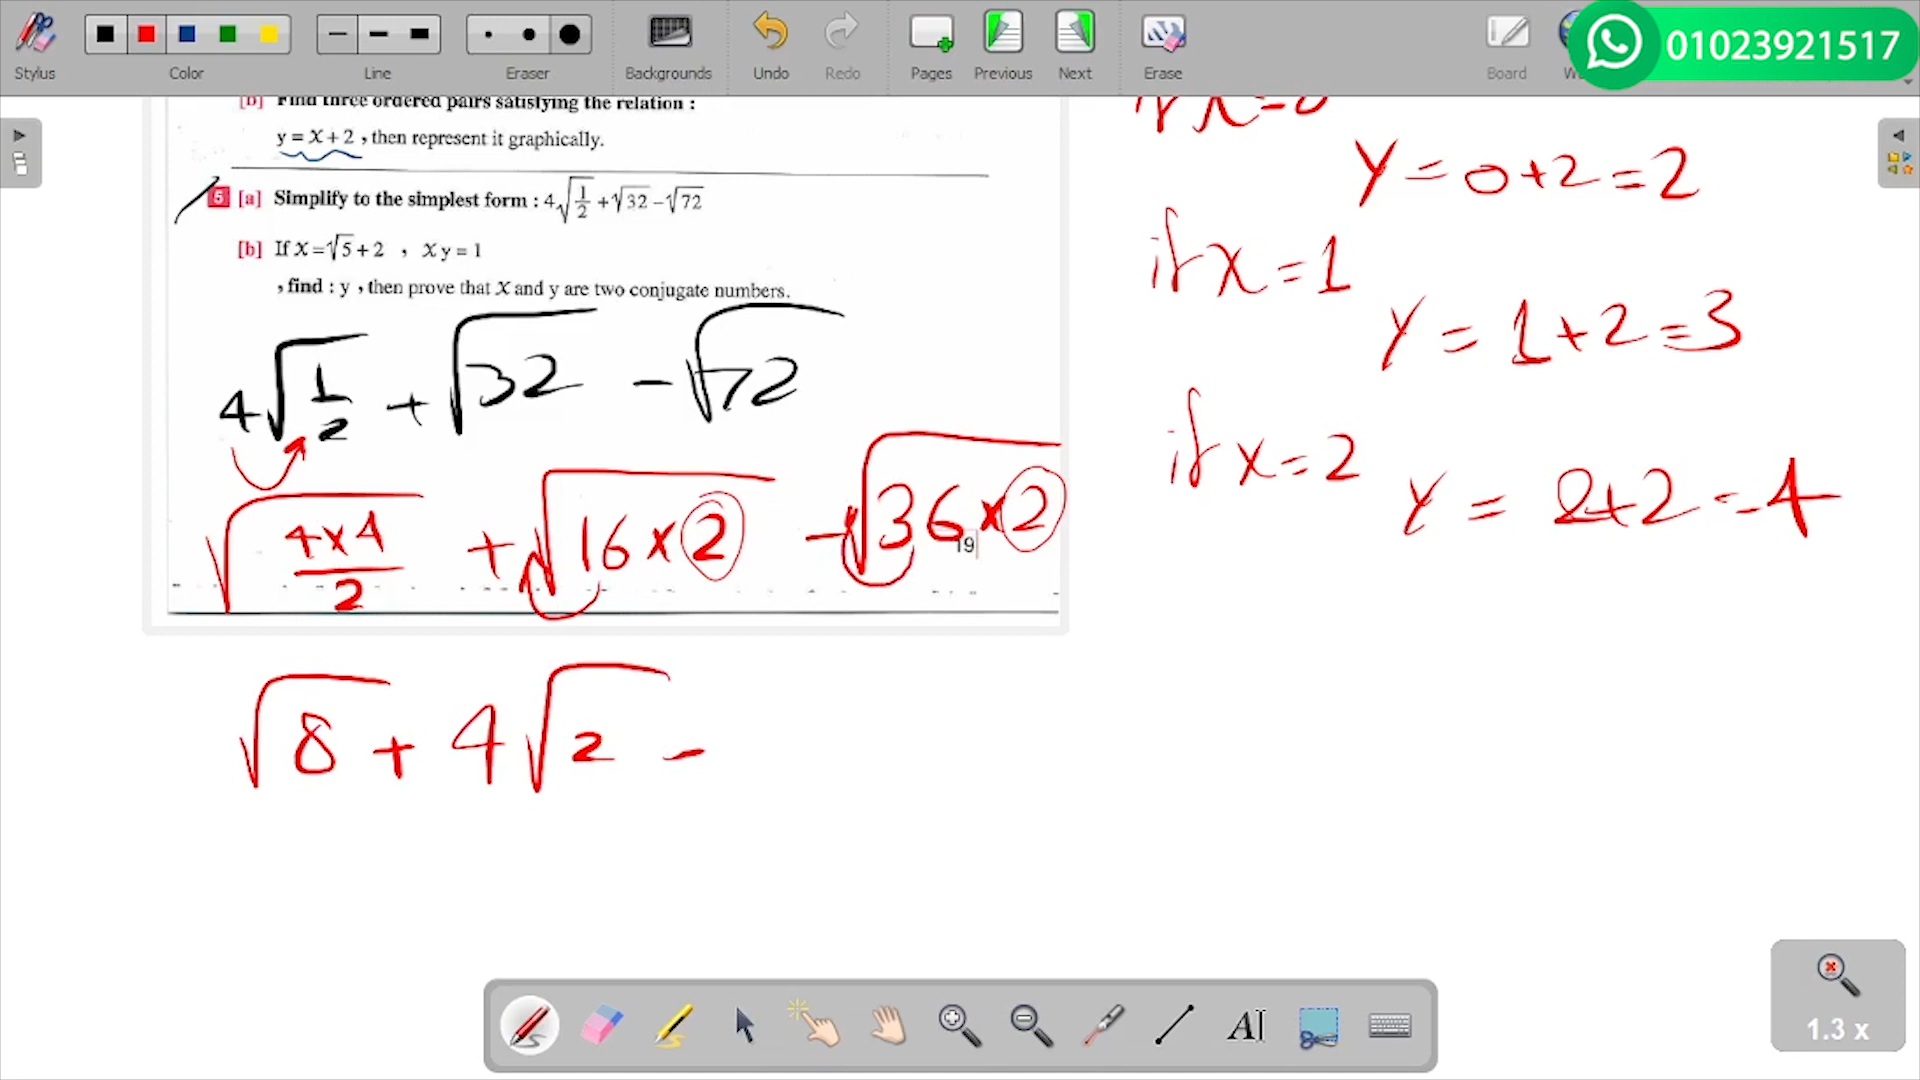 Stylus Color Line Eraser Backgrounds Undo Redo Pages Previous Next Erase Board
01023921517
[b] Find three ordered pairs satisfying the relation :
y = X + 2 , then represent it graphically.
5 [a] Simplify to the simplest form : 4√(1/2) + √32 − √72
[b] If X = √5 + 2 , X y = 1
, find : y , then prove that X and y are two conjugate numbers.
4√(1/2) + √32 − √72
√((4×4)/2) + √(16×2) − √(36×2)
19
√8 + 4√2 −
if x=0
y = 0+2=2
if x=1
y = 1+2=3
if x=2 y = 2+2=4
AI
1.3 x